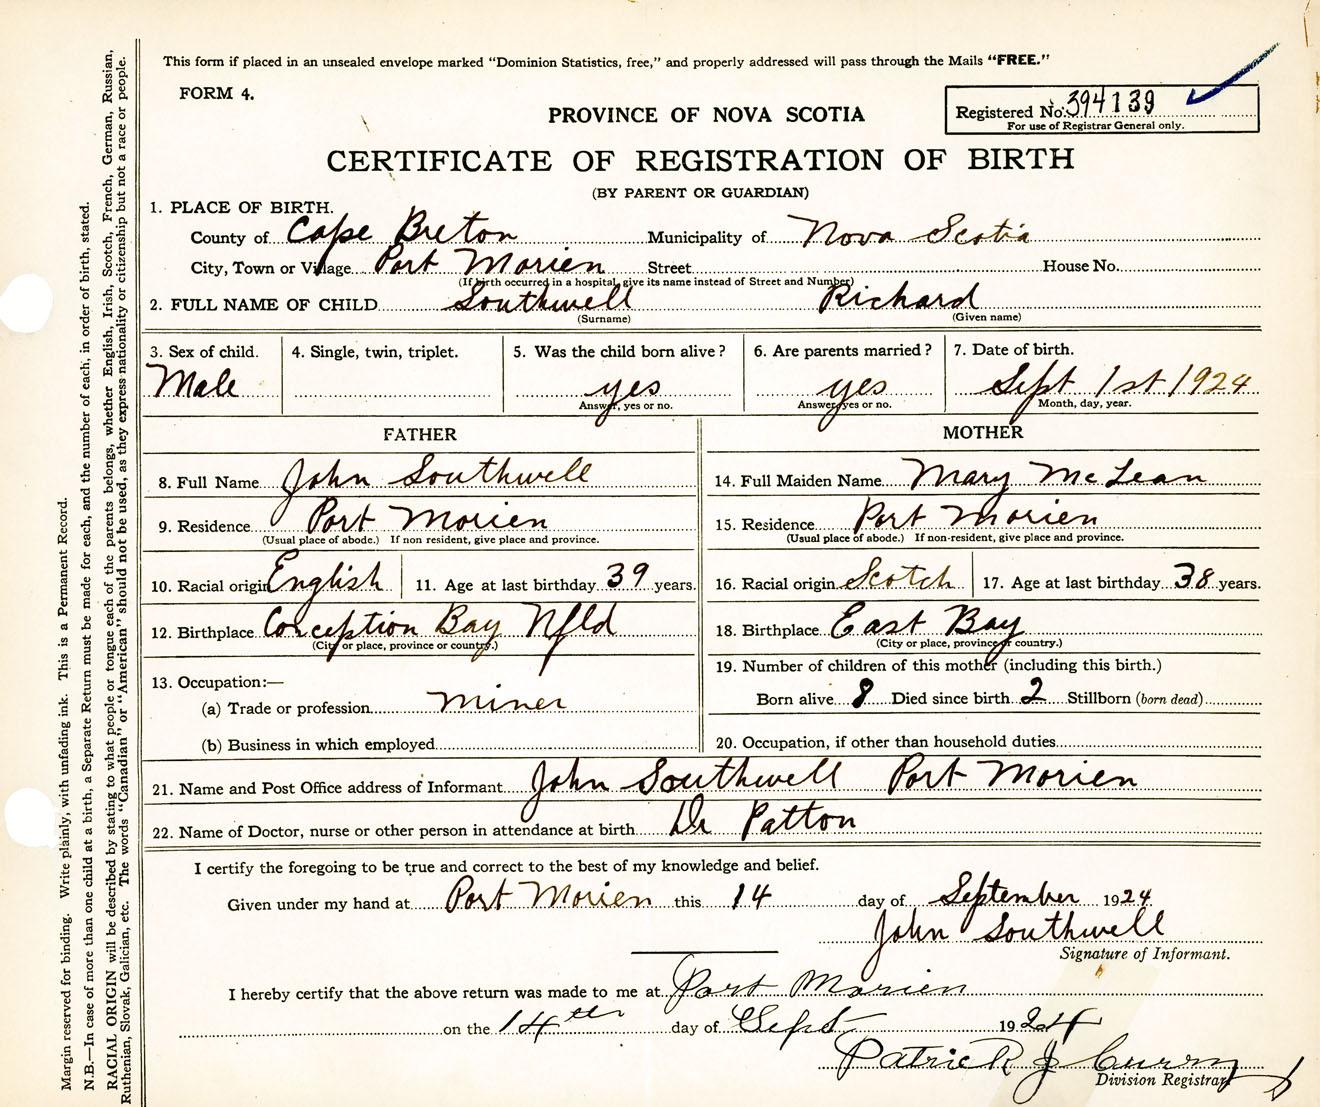 This form if placed in an unsealed envelope marked "Dominion Statistics, free," and properly addressed will pass through the Mails "FREE."
FORM 4.
PROVINCE OF NOVA SCOTIA
Registered No. 394139
For use of Registrar General only.
CERTIFICATE OF REGISTRATION OF BIRTH
(BY PARENT OR GUARDIAN)
1. PLACE OF BIRTH.
County of Cape Breton Municipality of Nova Scotia
City, Town or Village Port Morien Street House No.
(If birth occurred in a hospital, give its name instead of Street and Number)
2. FULL NAME OF CHILD Southwell Richard
(Surname) (Given name)
3. Sex of child. 4. Single, twin, triplet. 5. Was the child born alive? 6. Are parents married? 7. Date of birth.
Male yes yes Sept 1st 1924
Answer, yes or no. Answer, yes or no. Month, day, year.
FATHER
8. Full Name John Southwell
9. Residence Port Morien
(Usual place of abode.) If non resident, give place and province.
10. Racial origin English 11. Age at last birthday 39 years.
12. Birthplace Conception Bay Nfld
(City or place, province or country.)
13. Occupation:—
(a) Trade or profession Miner
(b) Business in which employed
MOTHER
14. Full Maiden Name Mary McLean
15. Residence Port Morien
(Usual place of abode.) If non-resident, give place and province.
16. Racial origin Scotch 17. Age at last birthday 38 years.
18. Birthplace East Bay
(City or place, province or country.)
19. Number of children of this mother (including this birth.)
Born alive 8 Died since birth 2 Stillborn (born dead)
20. Occupation, if other than household duties
21. Name and Post Office address of Informant John Southwell Port Morien
22. Name of Doctor, nurse or other person in attendance at birth Dr Patton
I certify the foregoing to be true and correct to the best of my knowledge and belief.
Given under my hand at Port Morien this 14 day of September 1924
John Southwell
Signature of Informant.
I hereby certify that the above return was made to me at Port Morien
on the 14th day of Sept 1924
Patrick J Curry
Division Registrar
Margin reserved for binding. Write plainly, with unfading ink. This is a Permanent Record.
N.B.—In case of more than one child at a birth, a Separate Return must be made for each, and the number of each, in order of birth, stated.
RACIAL ORIGIN will be described by stating to what people or tongue each of the parents belongs, whether English, Irish, Scotch, French, German, Russian,
Ruthenian, Slovak, Galician, etc. The words "Canadian" or "American" should not be used, as they express nationality or citizenship but not a race or people.